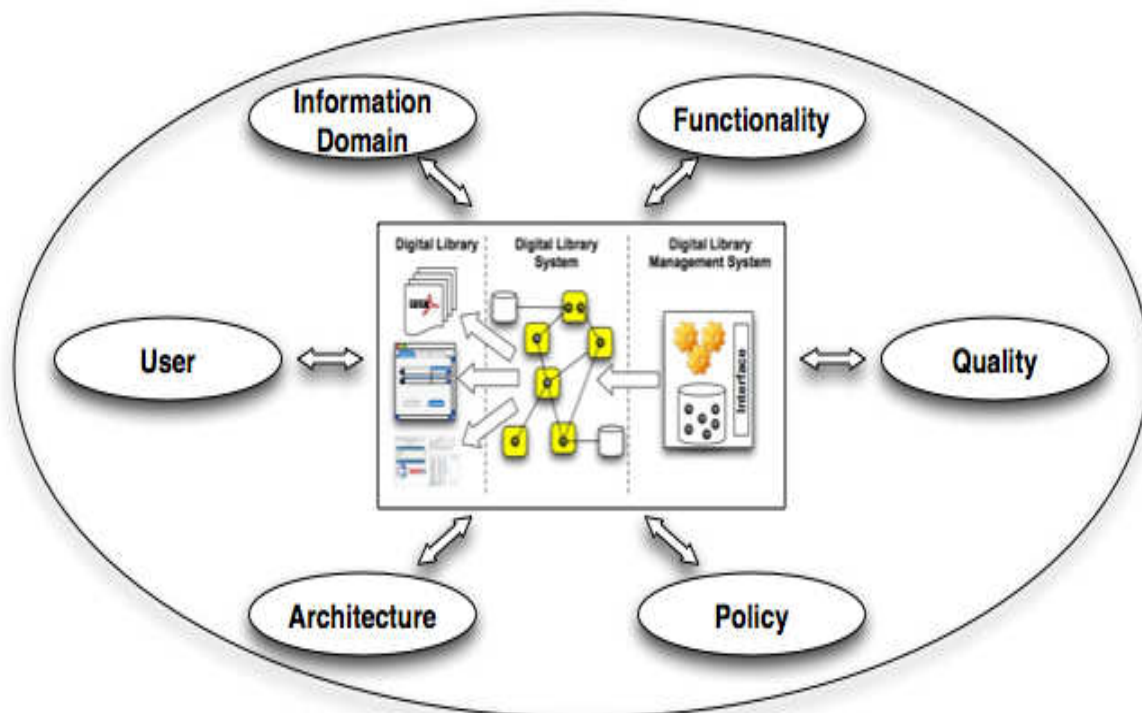 Information
Domain
Functionality
Digital Library
Digital Library
System
Digital Library
Management System
Interface
User
Quality
Architecture
Policy